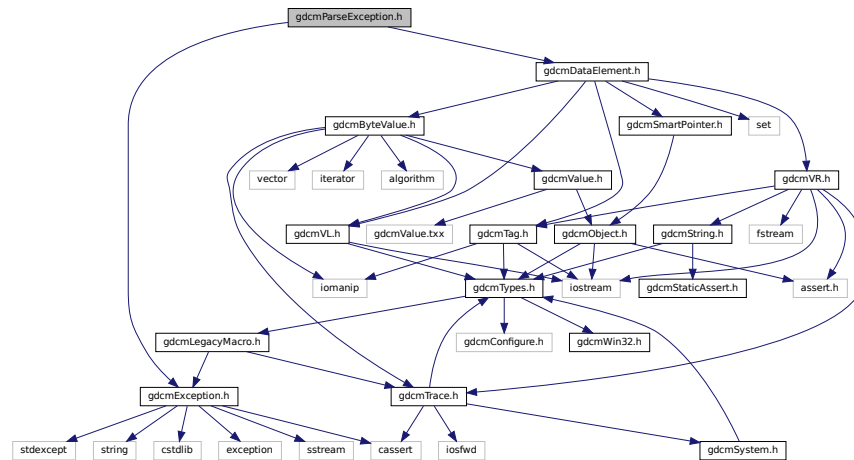 gdcmParseException.h
gdcmDataElement.h
gdcmByteValue.h
gdcmSmartPointer.h
set
vector
iterator
algorithm
gdcmValue.h
gdcmVR.h
gdcmVL.h
gdcmValue.txx
gdcmTag.h
gdcmObject.h
gdcmString.h
fstream
iomanip
gdcmTypes.h
iostream
gdcmStaticAssert.h
assert.h
gdcmLegacyMacro.h
gdcmConfigure.h
gdcmWin32.h
gdcmException.h
gdcmTrace.h
stdexcept
string
cstdlib
exception
sstream
cassert
iosfwd
gdcmSystem.h